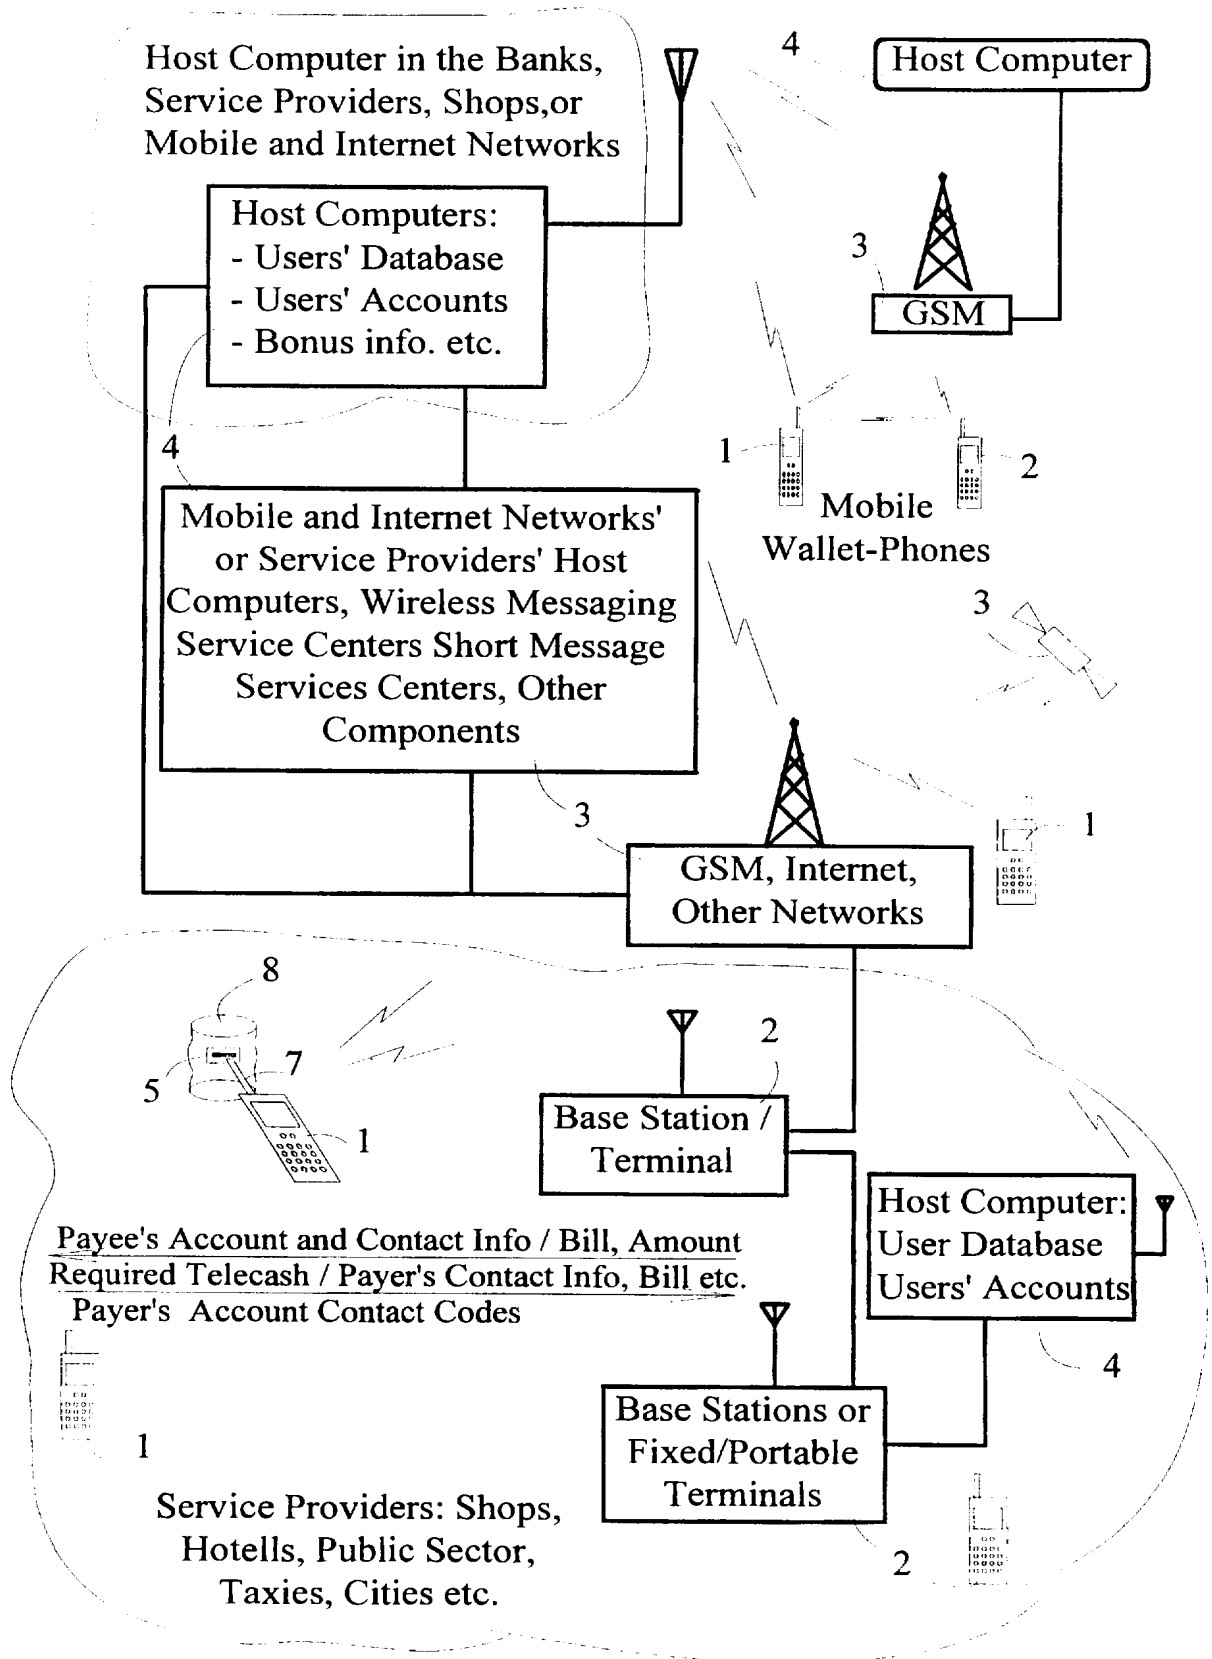 Host Computer in the Banks,
Service Providers, Shops,or
Mobile and Internet Networks
4
Host Computer
Host Computers:
- Users' Database
- Users' Accounts
- Bonus info. etc.
3
GSM
4
1
2
Mobile
Wallet-Phones
Mobile and Internet Networks'
or Service Providers' Host
Computers, Wireless Messaging
Service Centers Short Message
Services Centers, Other
Components
3
3
1
GSM, Internet,
Other Networks
8
5
7
1
2
Base Station /
Terminal
Host Computer:
User Database
Users' Accounts
4
Payee's Account and Contact Info / Bill, Amount
Required Telecash / Payer's Contact Info, Bill etc.
Payer's Account Contact Codes
1
Base Stations or
Fixed/Portable
Terminals
2
Service Providers: Shops,
Hotells, Public Sector,
Taxies, Cities etc.